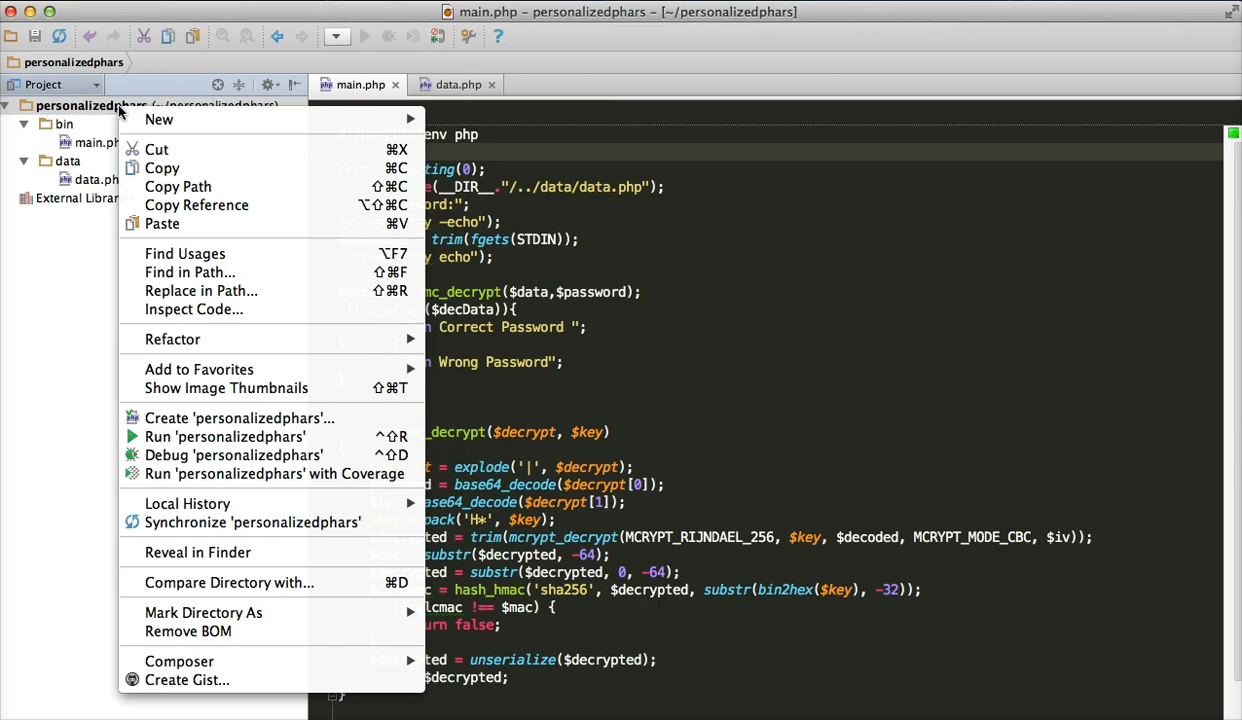 main.php - personalizedphars - [~/personalizedphars]
personalizedphars
Project
main.php
data.php
personalizedphars (~/personalizedphars)
bin
main.ph
data
data.ph
External Librar
New
Cut ⌘X
Copy ⌘C
Copy Path ⇧⌘C
Copy Reference ⌥⇧⌘C
Paste ⌘V
Find Usages ⌥F7
Find in Path... ⇧⌘F
Replace in Path... ⇧⌘R
Inspect Code...
Refactor
Add to Favorites
Show Image Thumbnails ⇧⌘T
Create 'personalizedphars'...
Run 'personalizedphars' ^⇧R
Debug 'personalizedphars' ^⇧D
Run 'personalizedphars' with Coverage
Local History
Synchronize 'personalizedphars'
Reveal in Finder
Compare Directory with... ⌘D
Mark Directory As
Remove BOM
Composer
Create Gist...
env php
ting(0);
(__DIR__."/../data/data.php");
ord:";
y -echo");
trim(fgets(STDIN));
y echo");
mc_decrypt($data,$password);
($decData)){
n Correct Password ";
n Wrong Password";
_decrypt($decrypt, $key)
t = explode('|', $decrypt);
ed = base64_decode($decrypt[0]);
ase64_decode($decrypt[1]);
pack('H*', $key);
ted = trim(mcrypt_decrypt(MCRYPT_RIJNDAEL_256, $key, $decoded, MCRYPT_MODE_CBC, $iv));
substr($decrypted, -64);
ted = substr($decrypted, 0, -64);
c = hash_hmac('sha256', $decrypted, substr(bin2hex($key), -32));
lcmac !== $mac) {
urn false;
ted = unserialize($decrypted);
$decrypted;
}